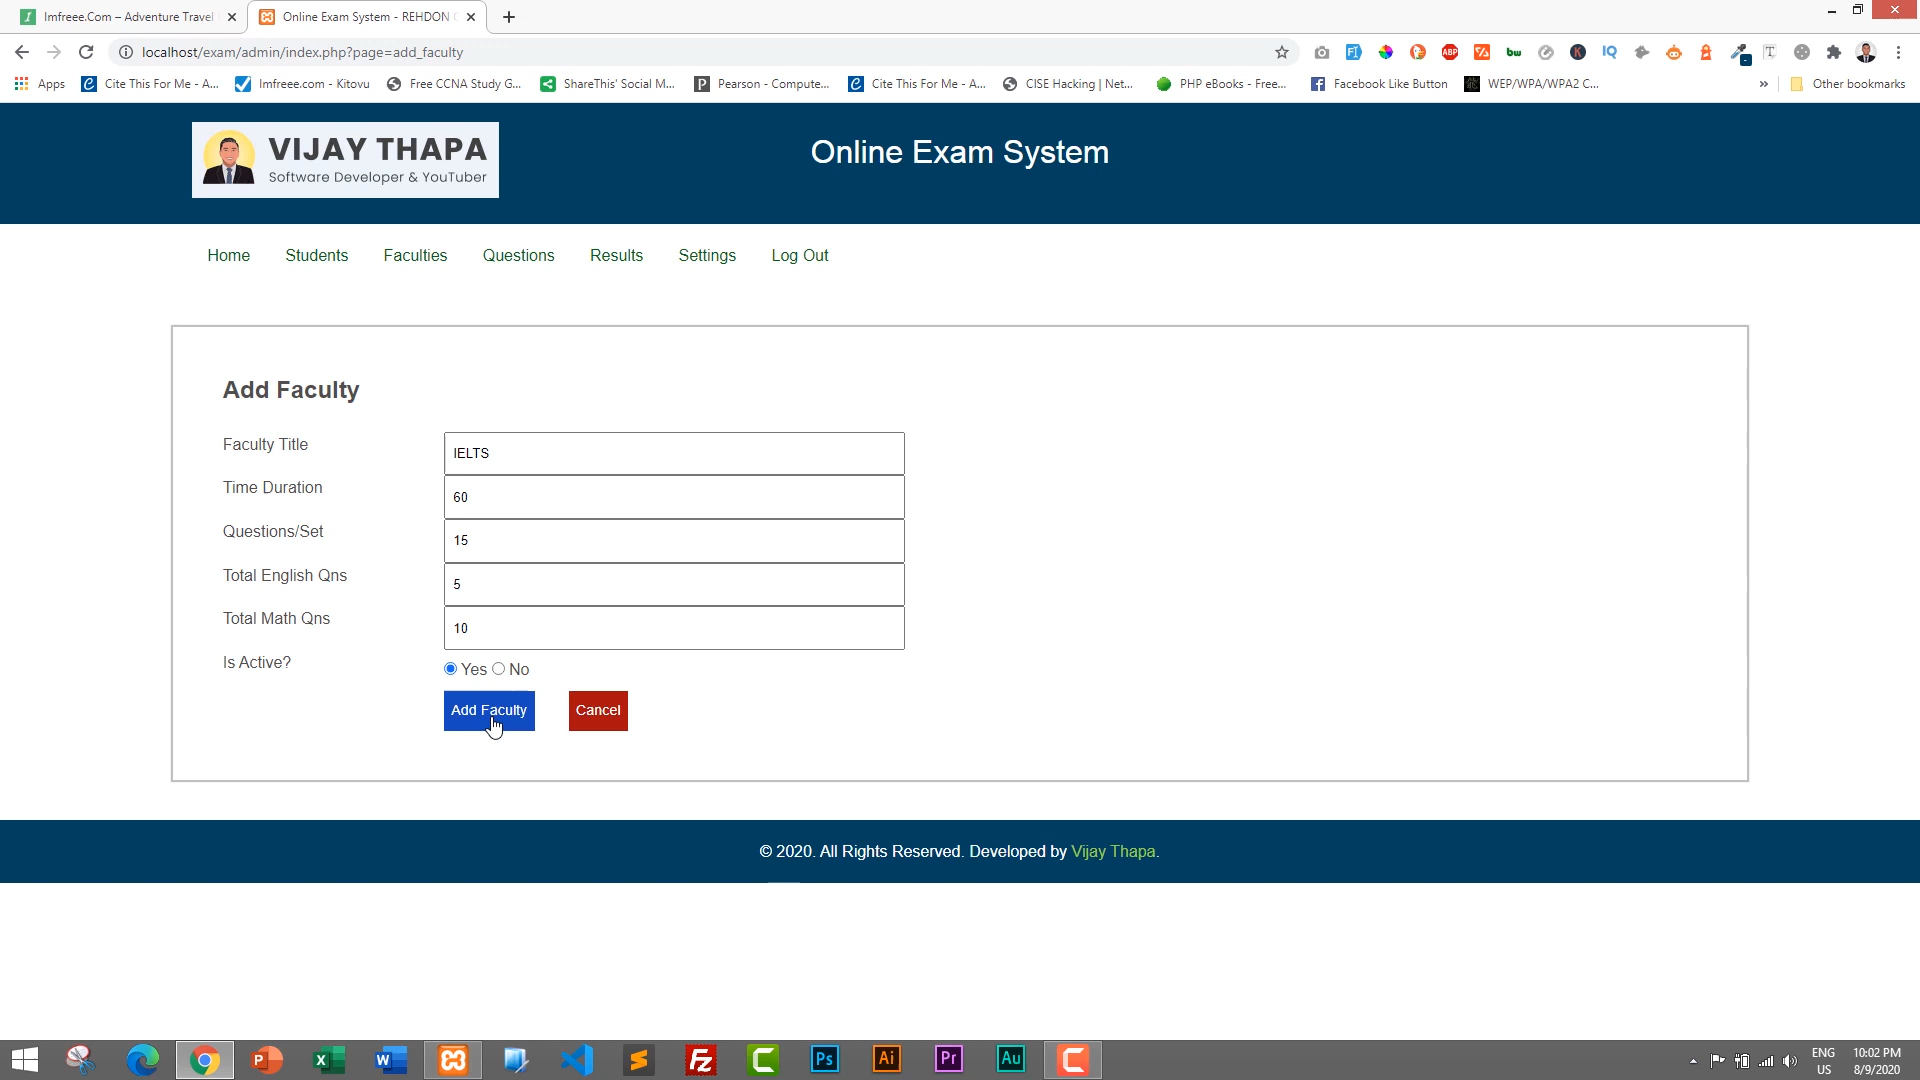 Imfreee.Com – Adventure Travel
Online Exam System - REHDON
localhost/exam/admin/index.php?page=add_faculty
Apps
Cite This For Me - A...
Imfreee.com - Kitovu
Free CCNA Study G...
ShareThis' Social M...
Pearson - Compute...
Cite This For Me - A...
CISE Hacking | Net...
PHP eBooks - Free...
Facebook Like Button
WEP/WPA/WPA2 C...
»
Other bookmarks
VIJAY THAPA
Software Developer & YouTuber
Online Exam System
Home
Students
Faculties
Questions
Results
Settings
Log Out
Add Faculty
Faculty Title
IELTS
Time Duration
60
Questions/Set
15
Total English Qns
5
Total Math Qns
10
Is Active?
Yes
No
Add Faculty
Cancel
© 2020. All Rights Reserved. Developed by Vijay Thapa.
ENG
US
10:02 PM
8/9/2020